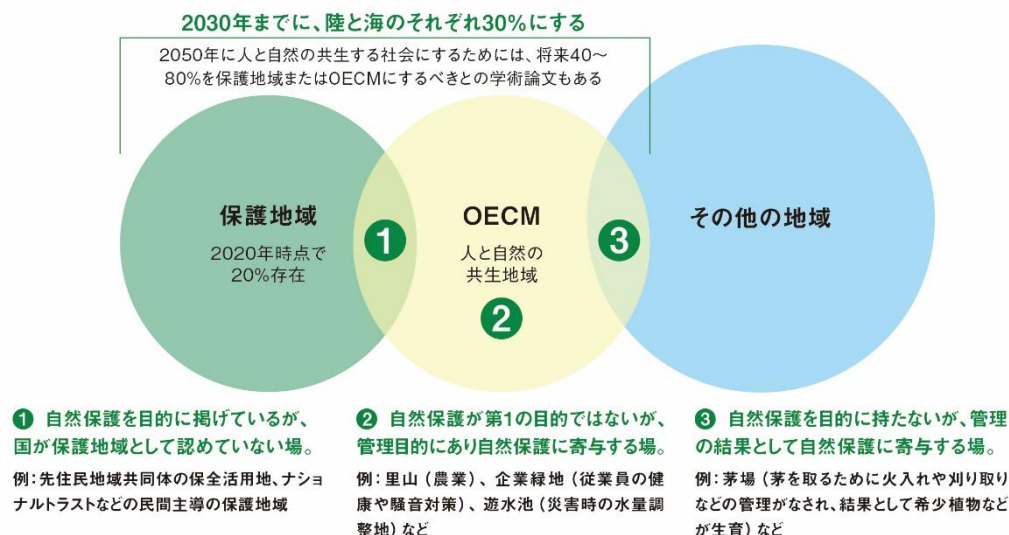 2030年までに、陸と海のそれぞれ30%にする
2050年に人と自然の共生する社会にするためには、将来40〜
80%を保護地域またはOECMにするべきとの学術論文もある
保護地域
2020年時点で
20%存在
1
OECM
人と自然の
共生地域
2
3
その他の地域
1 自然保護を目的に掲げているが、
国が保護地域として認めていない場。
例：先住民地域共同体の保全活用地、ナショ
ナルトラストなどの民間主導の保護地域
2 自然保護が第1の目的ではないが、
管理目的にあり自然保護に寄与する場。
例：里山（農業）、企業緑地（従業員の健
康や騒音対策）、遊水池（災害時の水量調
整地）など
3 自然保護を目的に持たないが、管理
の結果として自然保護に寄与する場。
例：茅場（茅を取るために火入れや刈り取り
などの管理がなされ、結果として希少植物など
が生育）など